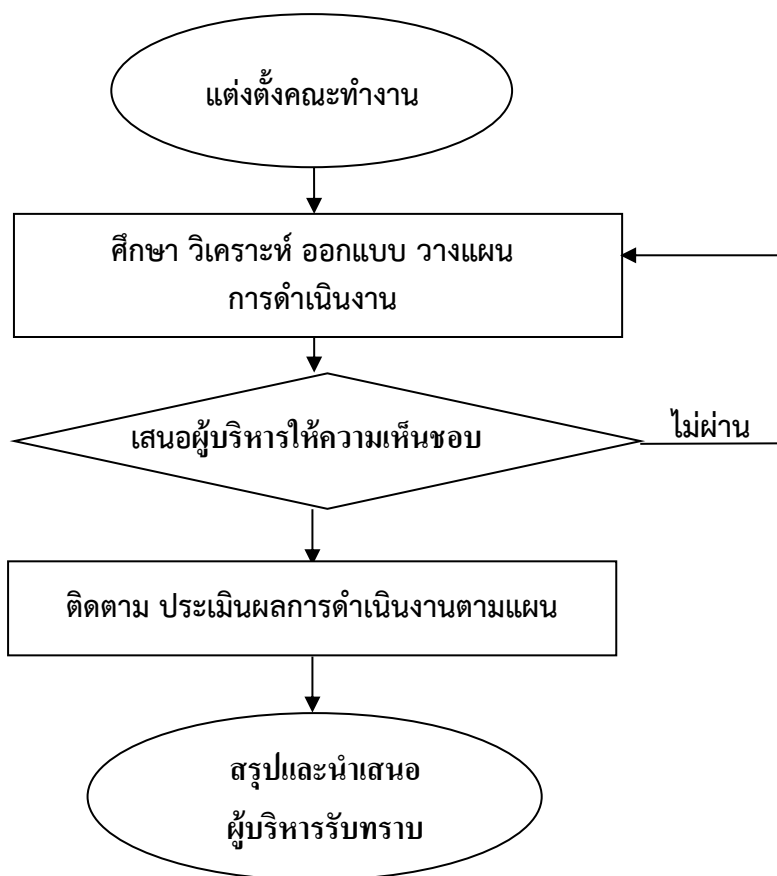 แต่งตั้งคณะทำงาน
ศึกษา วิเคราะห์ ออกแบบ วางแผน
การดำเนินงาน
เสนอผู้บริหารให้ความเห็นชอบ
ไม่ผ่าน
ติดตาม ประเมินผลการดำเนินงานตามแผน
สรุปและนำเสนอ
ผู้บริหารรับทราบ